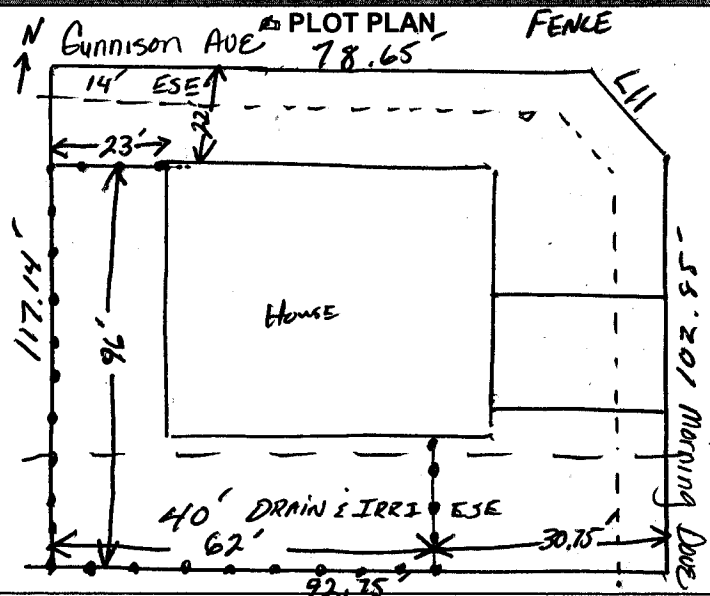 PLOT PLAN
FENCE
N
Gunnison Ave
78.65'
14' ESE
22'
23'
117.14'
96'
House
102.55'
Morning Dove
40' DRAIN & IRRI ESE
62'
30.75'
92.75'